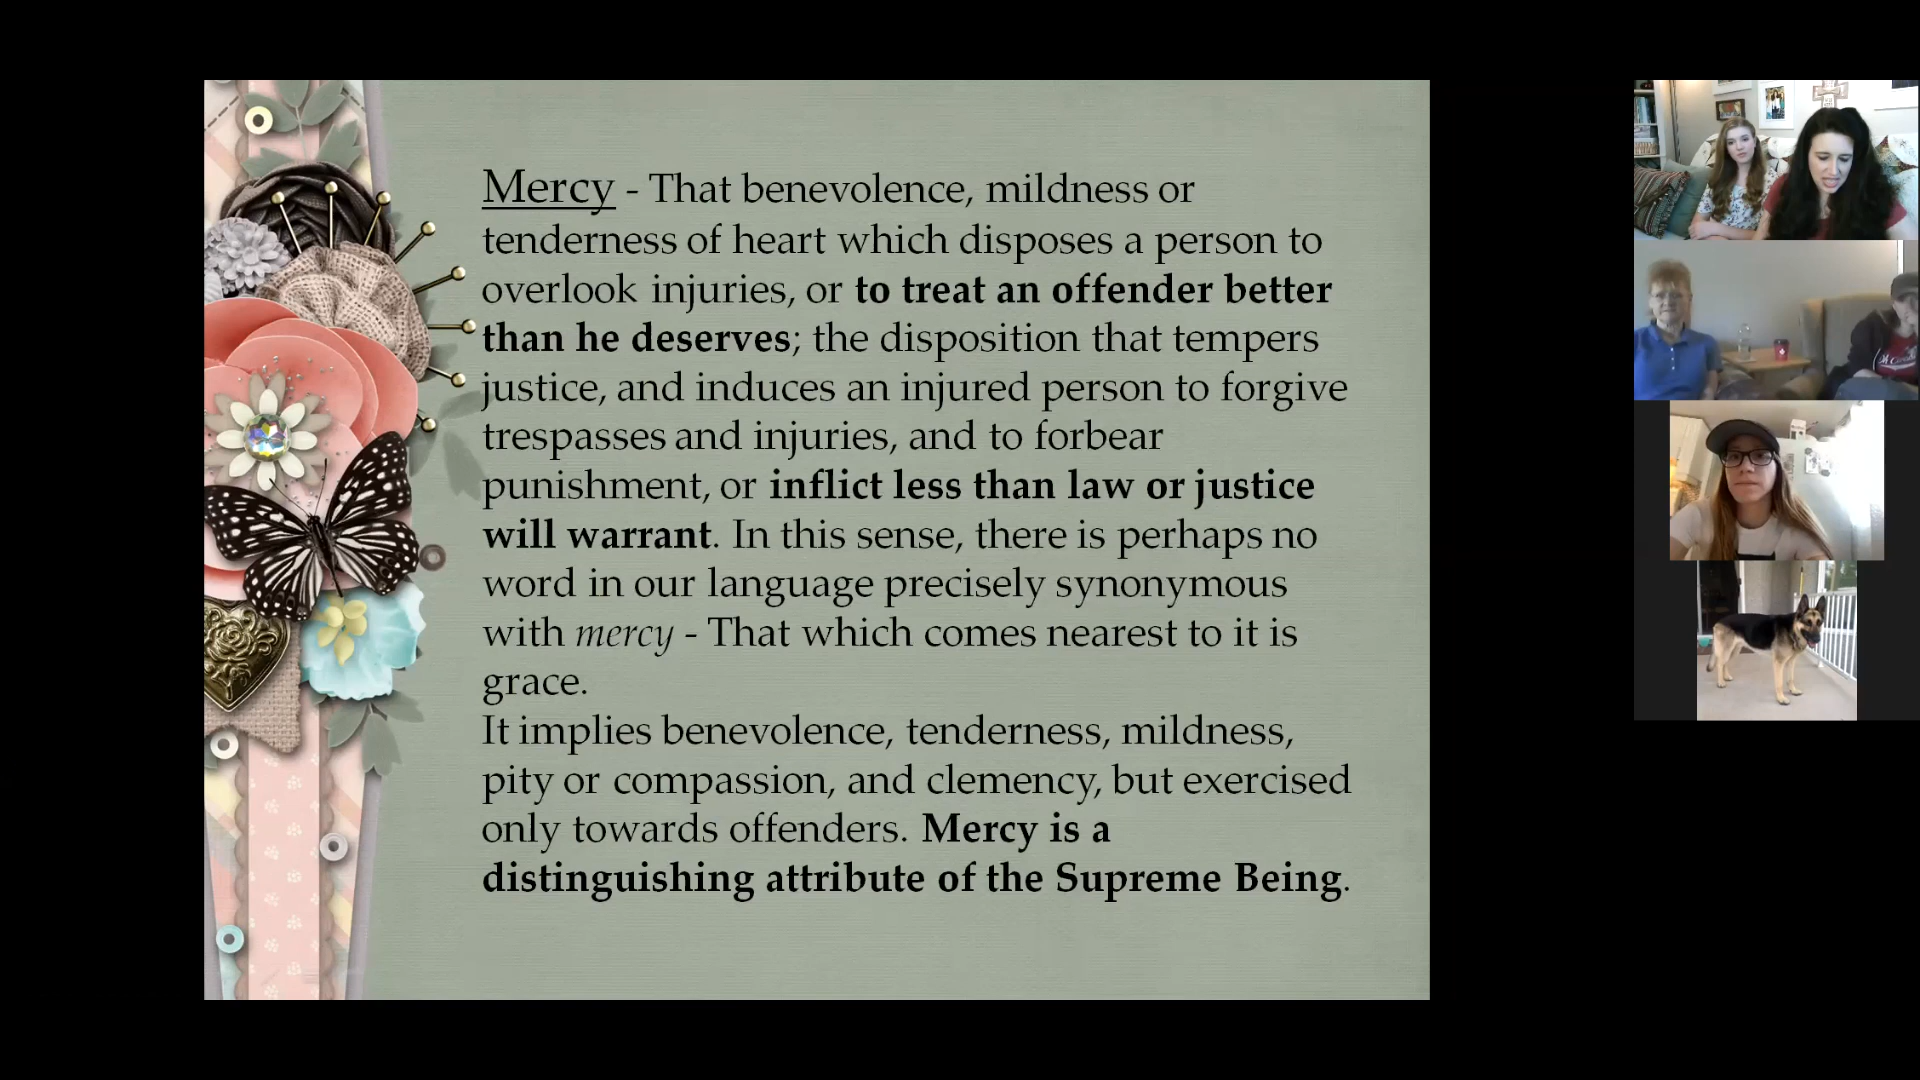 Mercy - That benevolence, mildness or
tenderness of heart which disposes a person to
overlook injuries, or to treat an offender better
than he deserves; the disposition that tempers
justice, and induces an injured person to forgive
trespasses and injuries, and to forbear
punishment, or inflict less than law or justice
will warrant. In this sense, there is perhaps no
word in our language precisely synonymous
with mercy - That which comes nearest to it is
grace.
It implies benevolence, tenderness, mildness,
pity or compassion, and clemency, but exercised
only towards offenders. Mercy is a
distinguishing attribute of the Supreme Being.